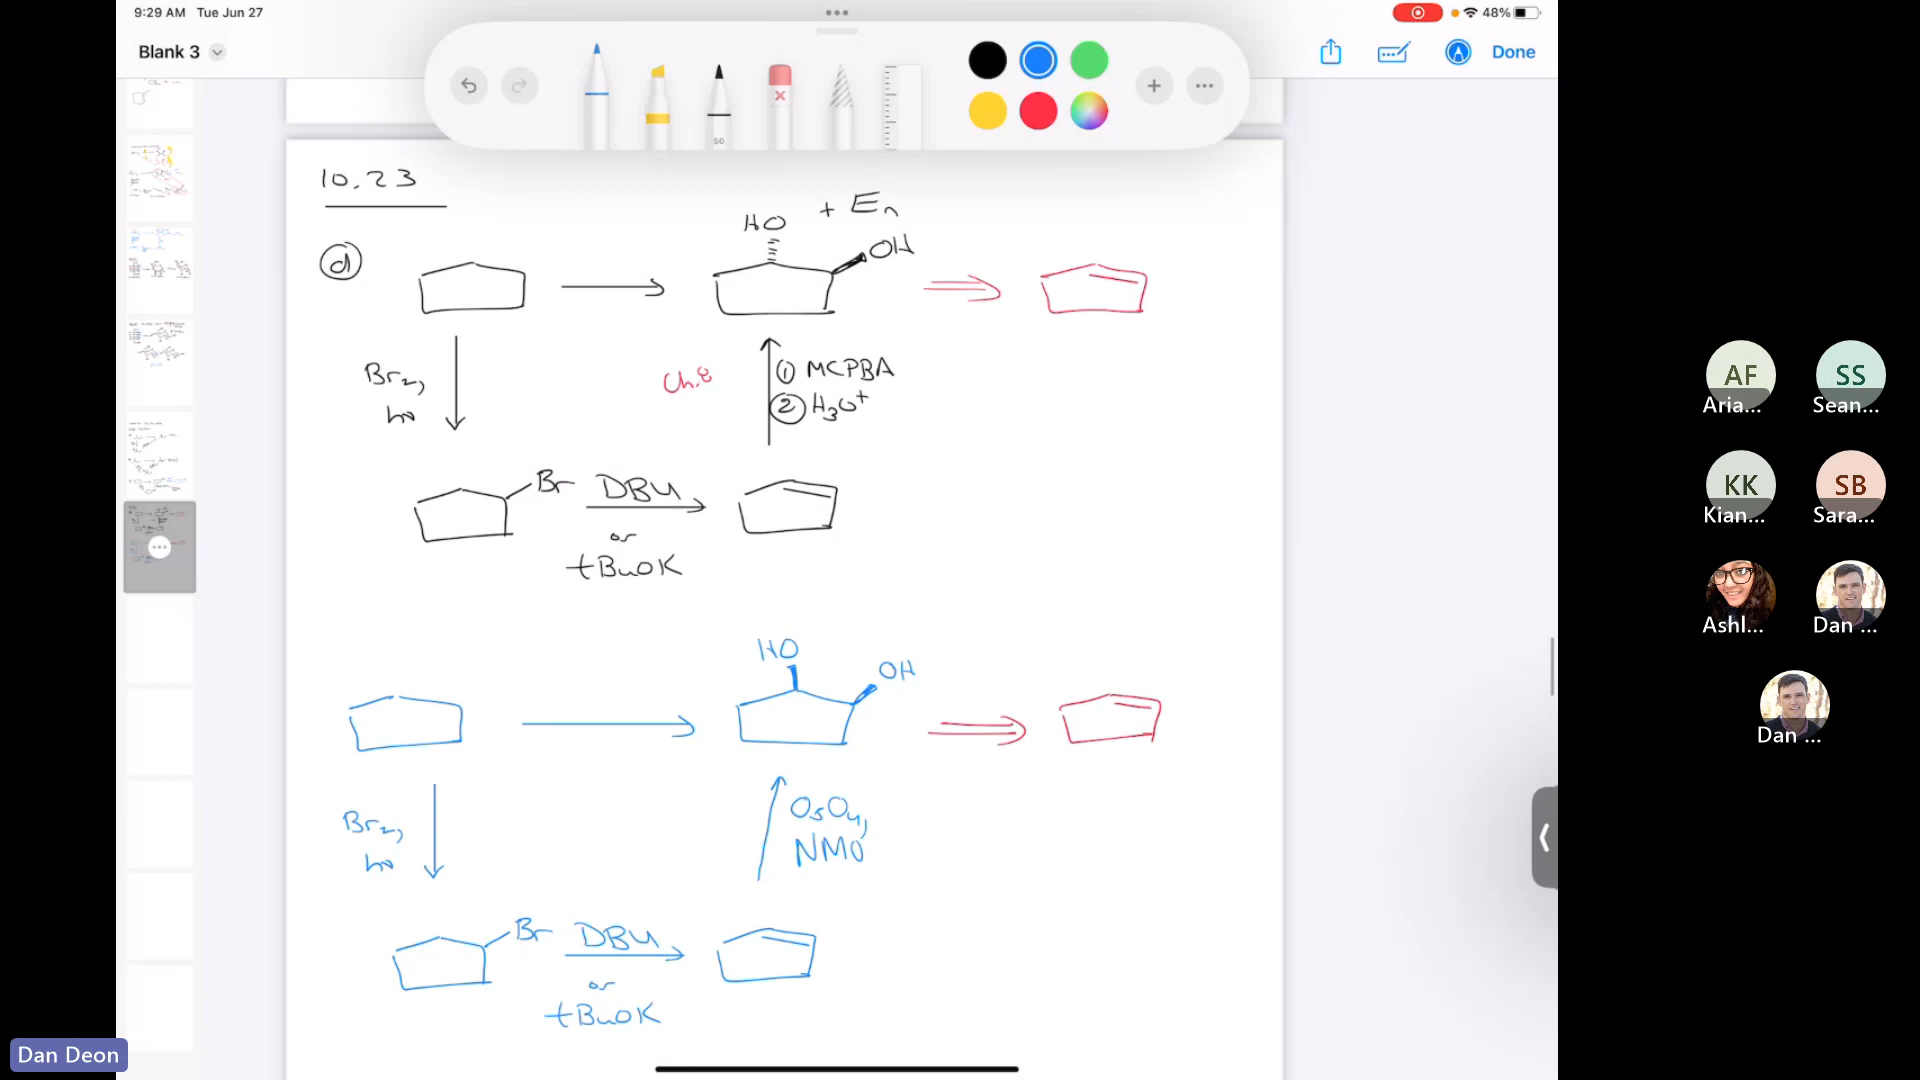 9:29 AM Tue Jun 27
48%
Blank 3
Done
50
10.23
+ En
HO
OH
d
Br2,
hν
Ch.8
1 MCPBA
2 H3O+
Br
DBU
or
tBuOK
HO
OH
Br2,
hν
OsO4,
NMO
Br
DBU
or
tBuOK
AF
Aria...
SS
Sean...
KK
Kian...
SB
Sara...
Ashl...
Dan ...
Dan ...
Dan Deon